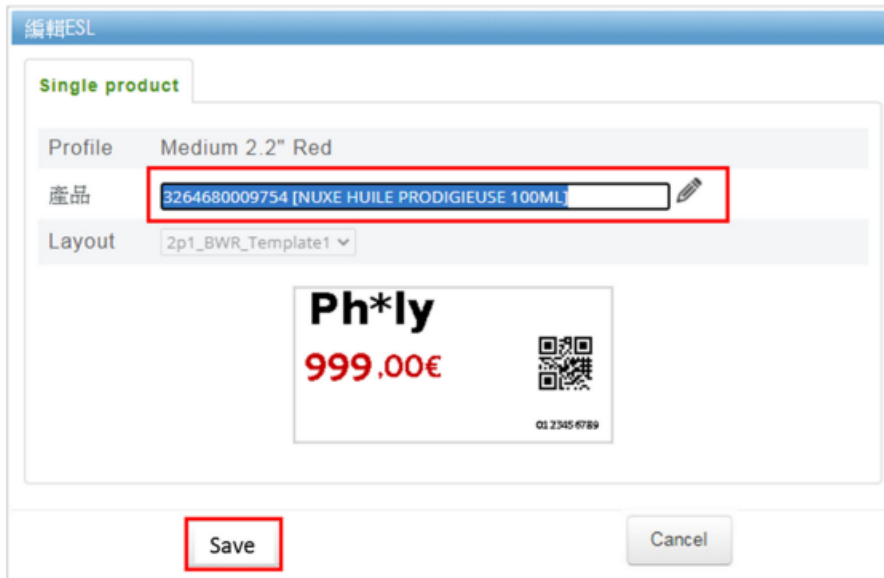 編輯ESL
Single product
Profile Medium 2.2" Red
產品 3264680009754 [NUXE HUILE PRODIGIEUSE 100ML]
Layout 2p1_BWR_Template1
Ph*ly
999,00€
0123456789
Save Cancel